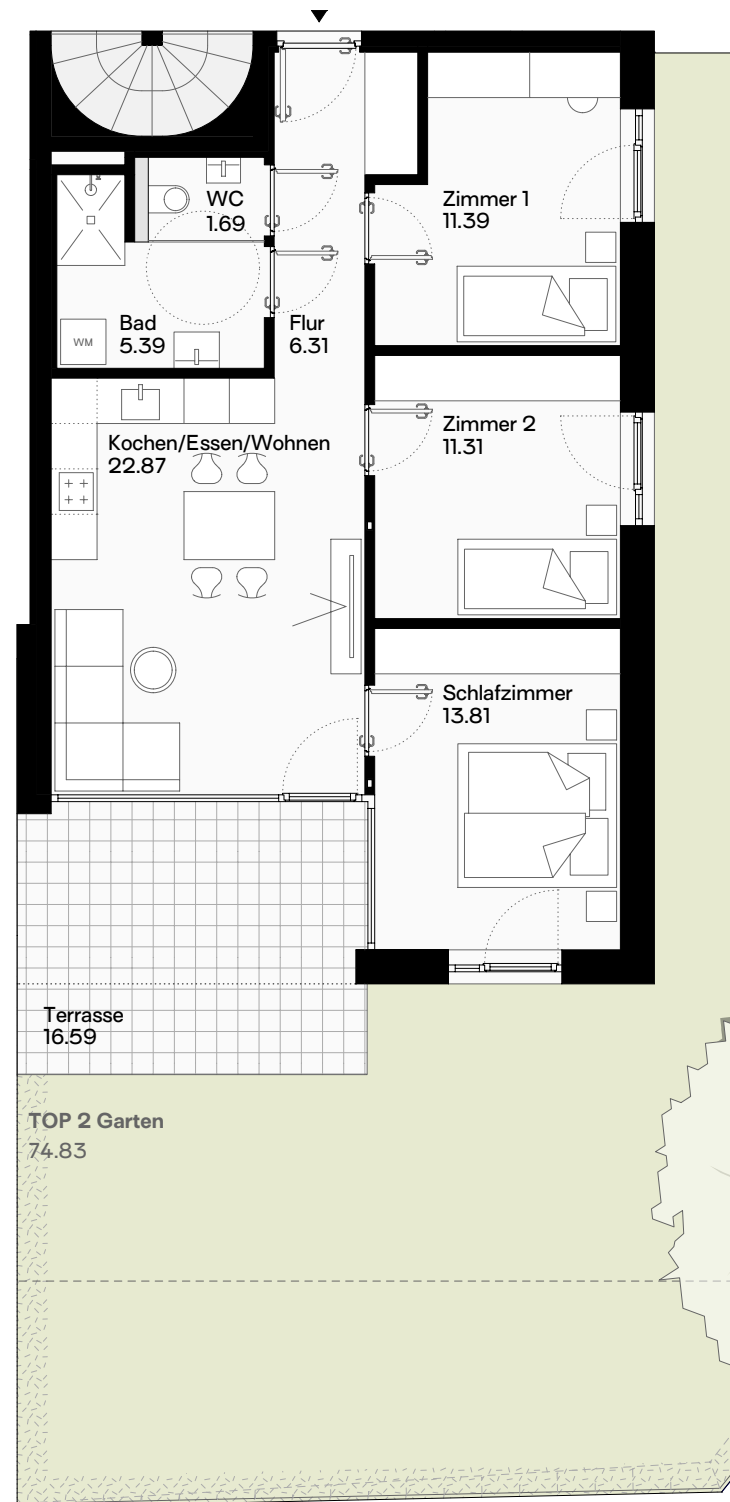 WC
1.69
Zimmer 1
11.39
Bad
5.39
WM
Flur
6.31
Zimmer 2
11.31
Kochen/Essen/Wohnen
22.87
Schlafzimmer
13.81
Terrasse
16.59
TOP 2 Garten
74.83